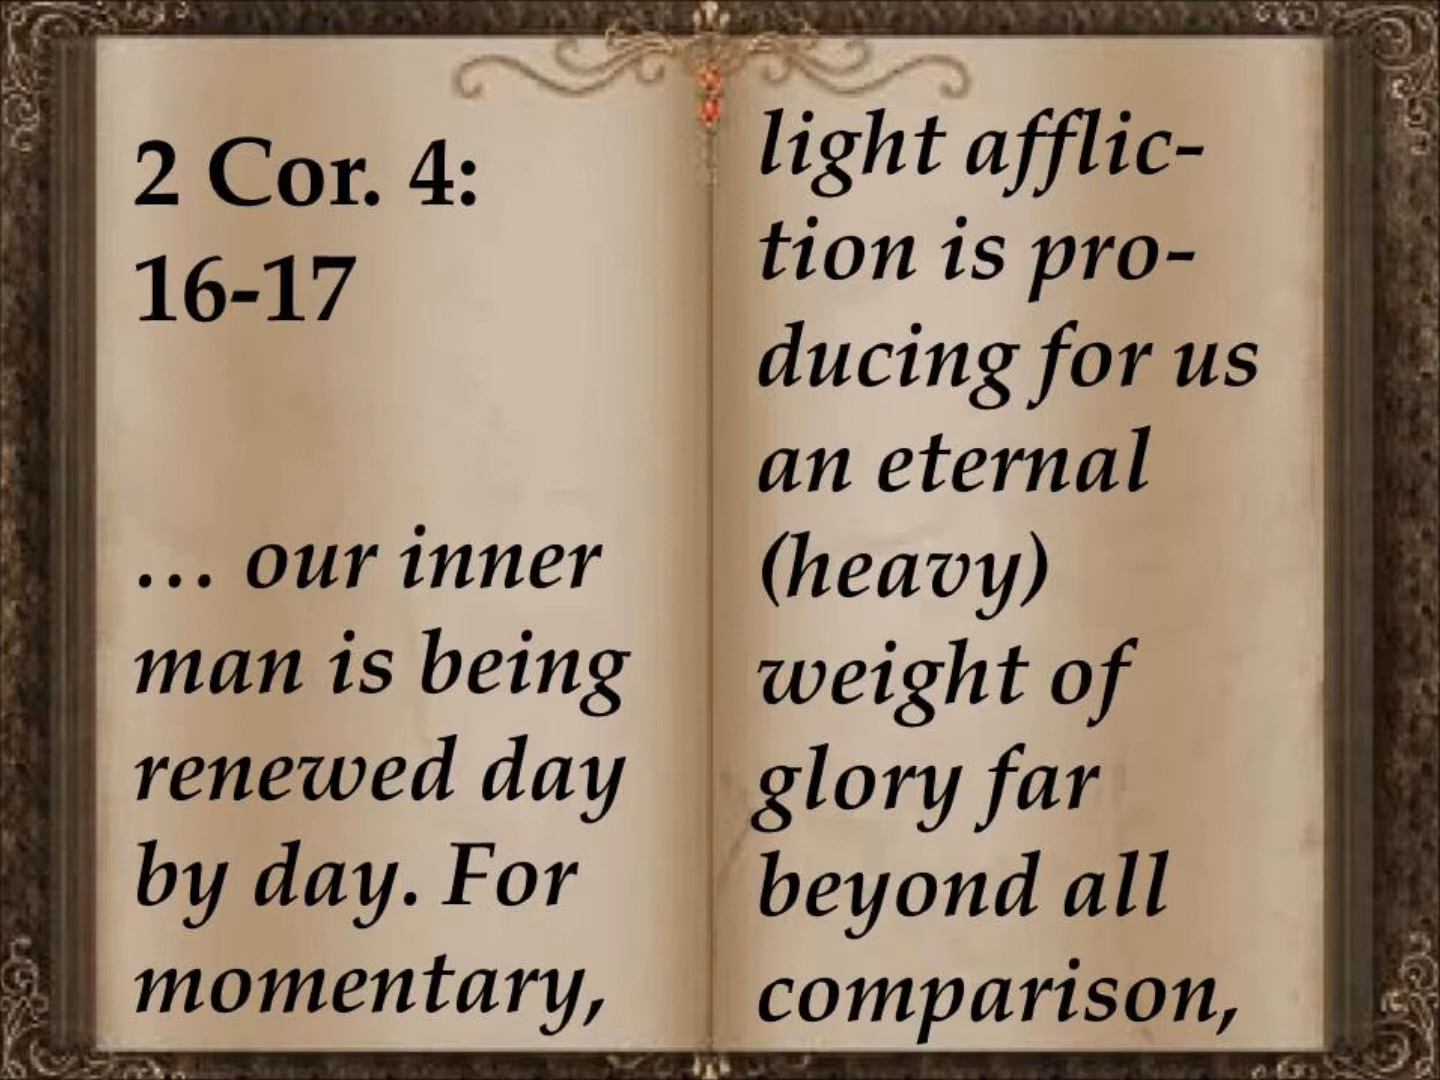 2 Cor. 4:
16-17
… our inner
man is being
renewed day
by day. For
momentary,
light afflic-
tion is pro-
ducing for us
an eternal
(heavy)
weight of
glory far
beyond all
comparison,